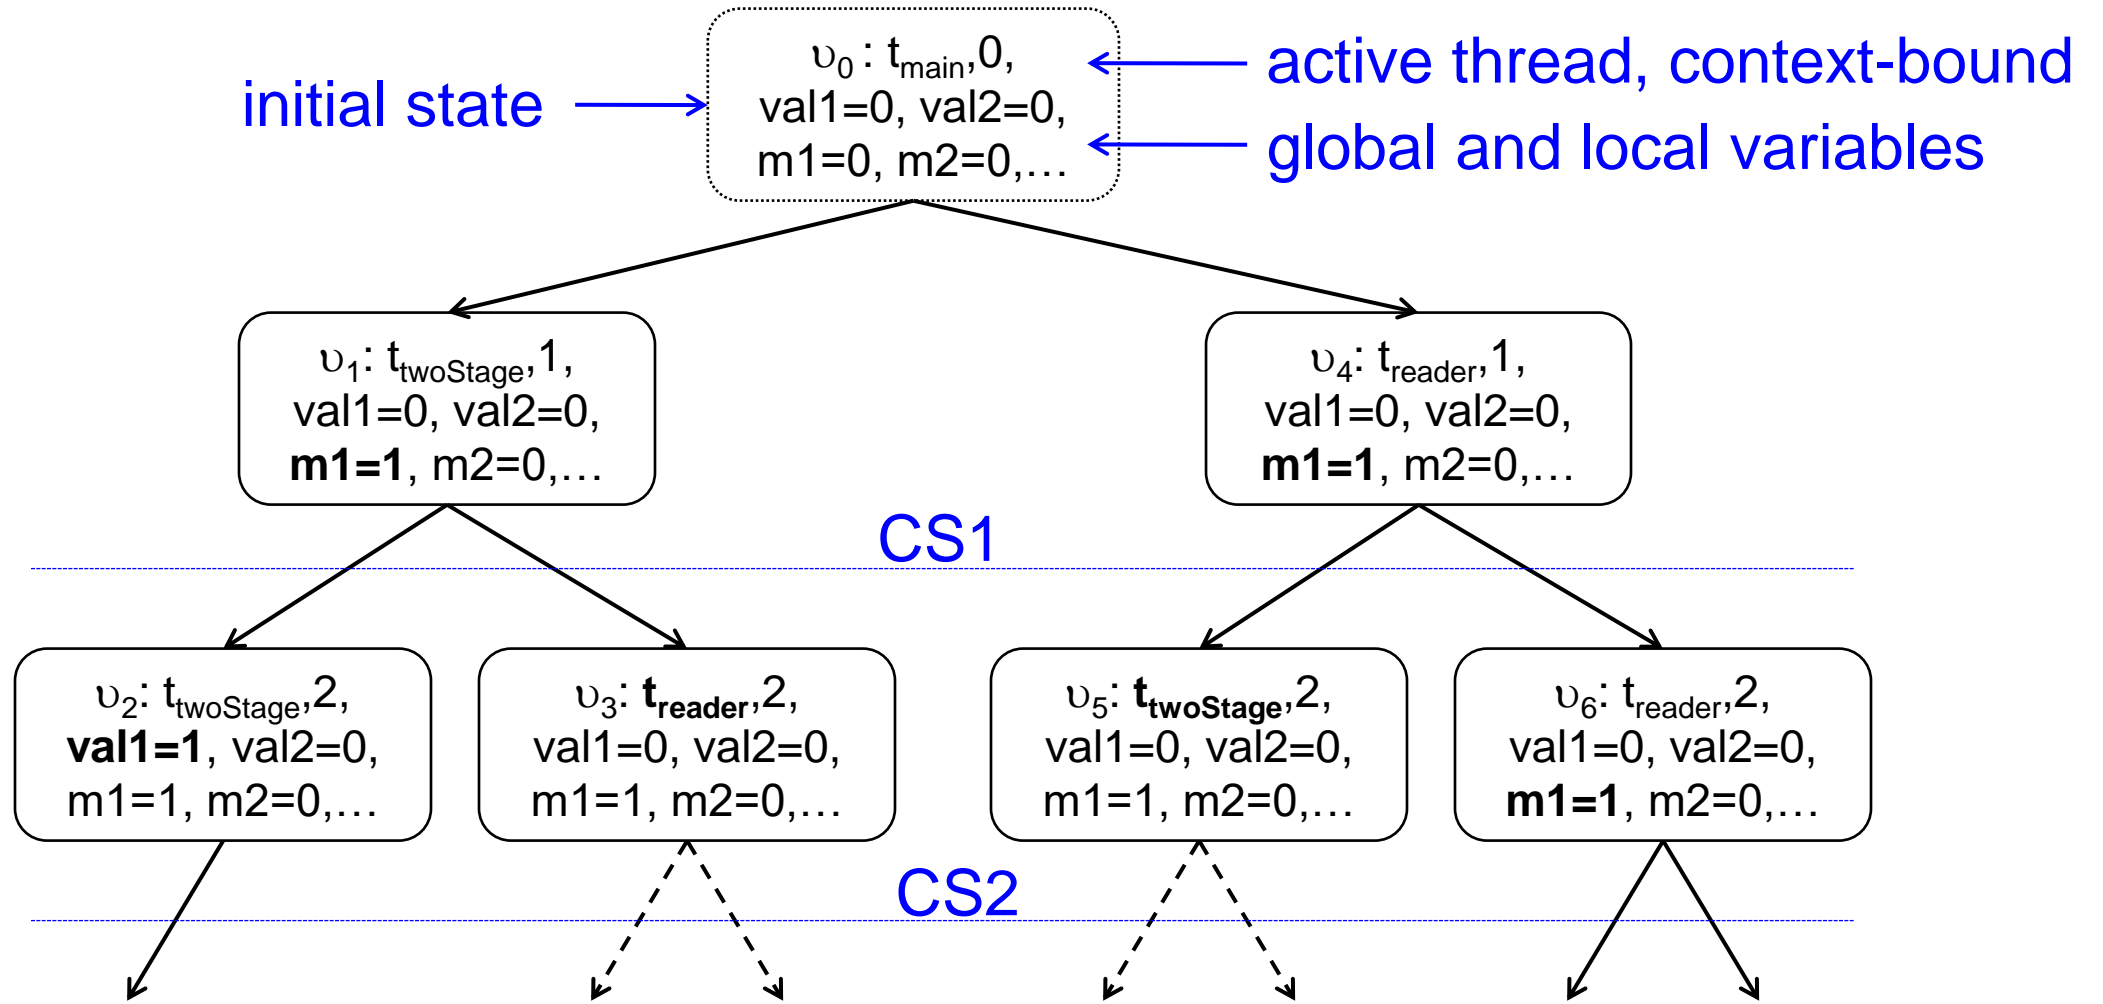 initial state
υ0 : tmain,0,
val1=0, val2=0,
m1=0, m2=0,…
active thread, context-bound
global and local variables
υ1: ttwoStage,1,
val1=0, val2=0,
m1=1, m2=0,…
υ4: treader,1,
val1=0, val2=0,
m1=1, m2=0,…
CS1
υ2: ttwoStage,2,
val1=1, val2=0,
m1=1, m2=0,…
υ3: treader,2,
val1=0, val2=0,
m1=1, m2=0,…
υ5: ttwoStage,2,
val1=0, val2=0,
m1=1, m2=0,…
υ6: treader,2,
val1=0, val2=0,
m1=1, m2=0,…
CS2